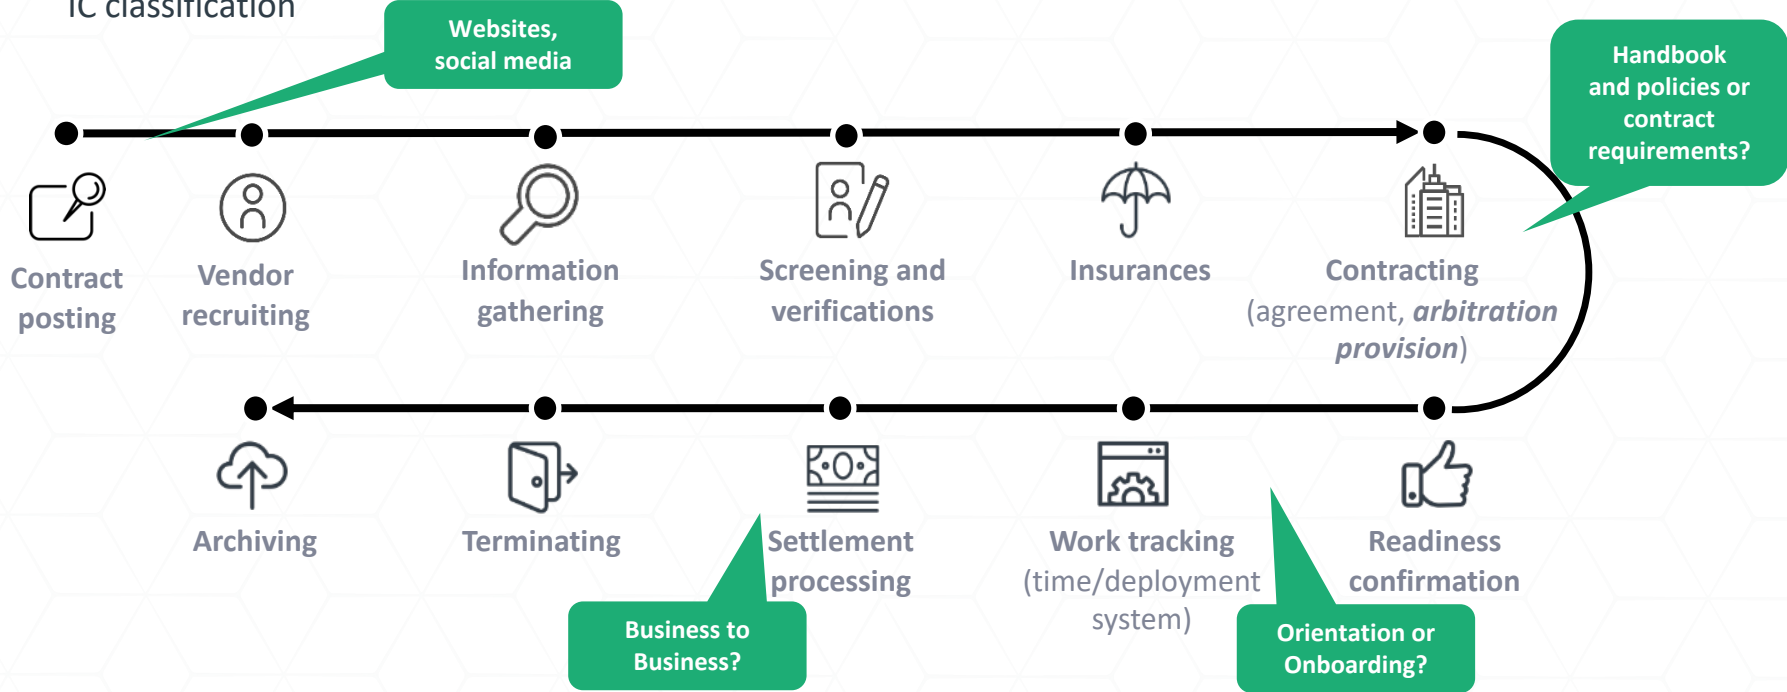 IC classification
Websites,
social media
Handbook
and policies or
contract
requirements?
Contract
posting
Vendor
recruiting
Information
gathering
Screening and
verifications
Insurances
Contracting
(agreement, arbitration
provision)
Archiving
Terminating
Settlement
processing
Work tracking
(time/deployment
system)
Readiness
confirmation
Business to
Business?
Orientation or
Onboarding?